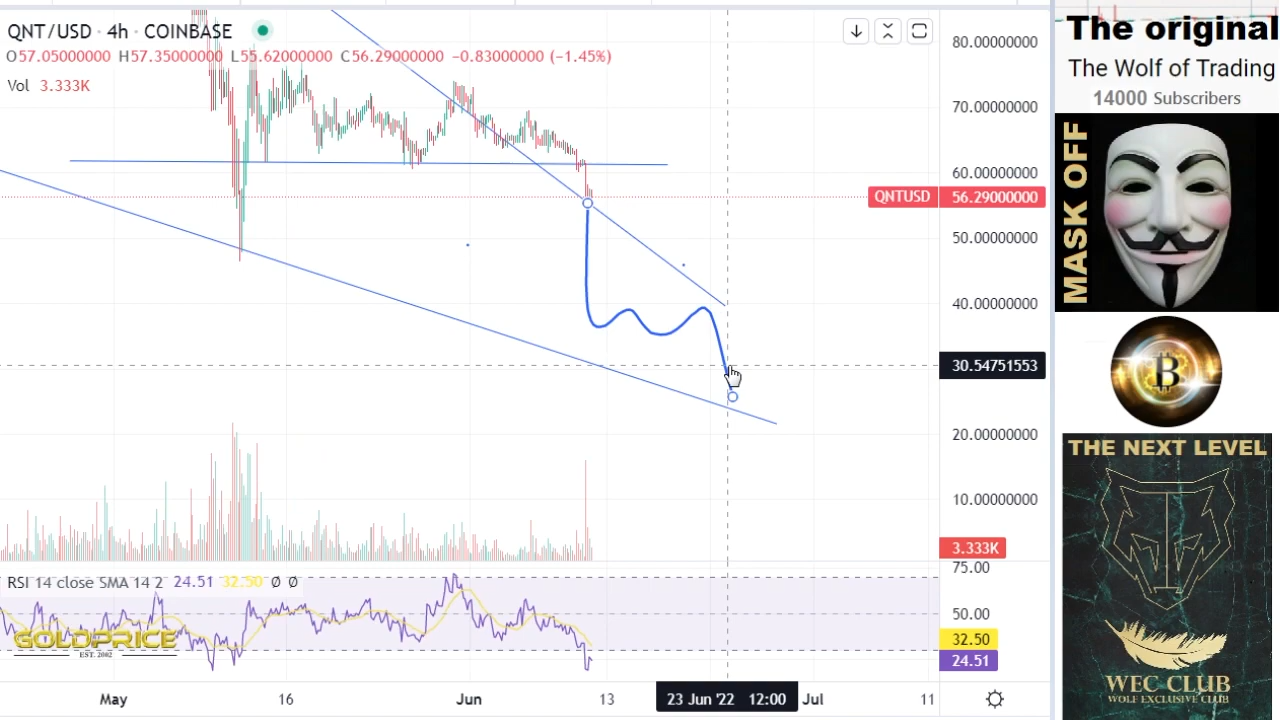 QNT/USD · 4h · COINBASE
O57.05000000 H57.35000000 L55.62000000 C56.29000000 −0.83000000 (−1.45%)
Vol 3.333K
80.00000000
70.00000000
60.00000000
QNTUSD 56.29000000
50.00000000
40.00000000
30.54751553
20.00000000
10.00000000
3.333K
RSI 14 close SMA 14 2 24.51 32.50 Ø Ø
75.00
50.00
32.50
24.51
GOLDPRICE
EST. 2002
May 16 Jun 13 23 Jun '22 12:00 Jul 11
The original
The Wolf of Trading
14000 Subscribers
MASK OFF
B
THE NEXT LEVEL
WEC CLUB
WOLF EXCLUSIVE CLUB